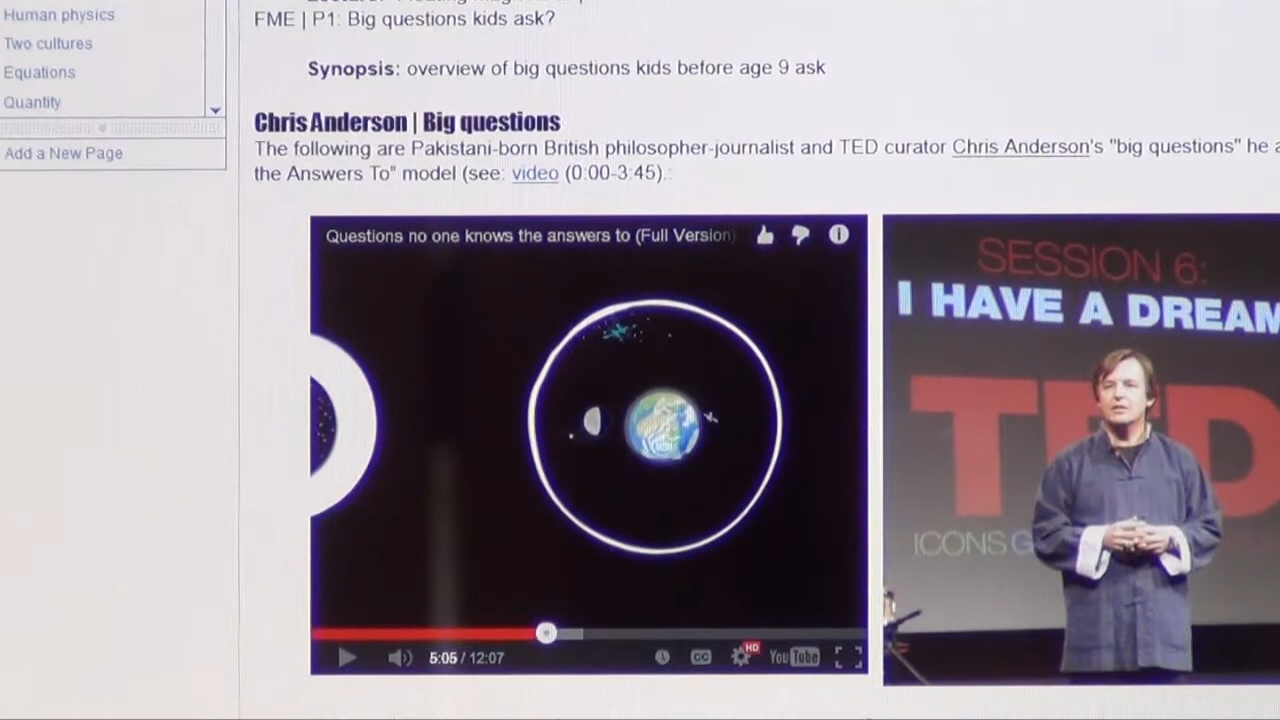 Human physics
Two cultures
Equations
Quantity
Add a New Page
FME | P1: Big questions kids ask?
Synopsis: overview of big questions kids before age 9 ask
Chris Anderson | Big questions
The following are Pakistani-born British philosopher-journalist and TED curator Chris Anderson's "big questions" he a
the Answers To" model (see: video (0:00-3:45).:
Questions no one knows the answers to (Full Version)
5:05 / 12:07
CC
HD
YouTube
SESSION 6:
I HAVE A DREAM
TED
ICONS G